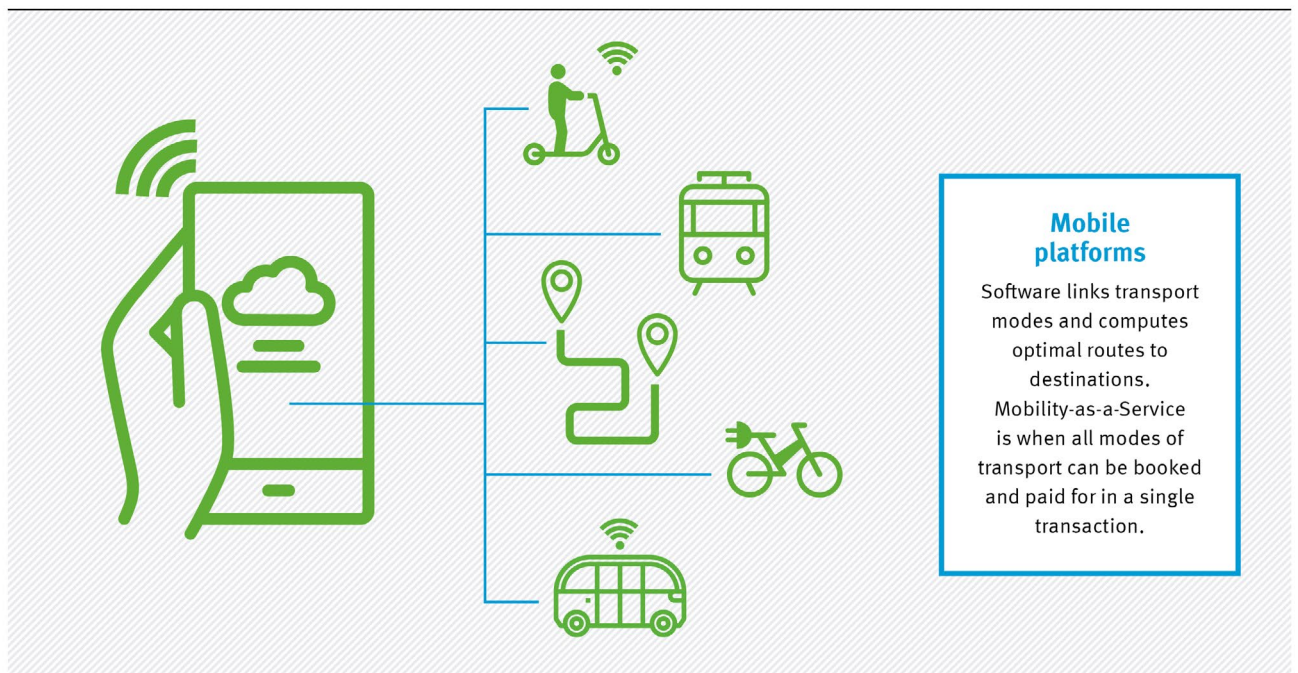 Mobile
platforms
Software links transport
modes and computes
optimal routes to
destinations.
Mobility-as-a-Service
is when all modes of
transport can be booked
and paid for in a single
transaction.